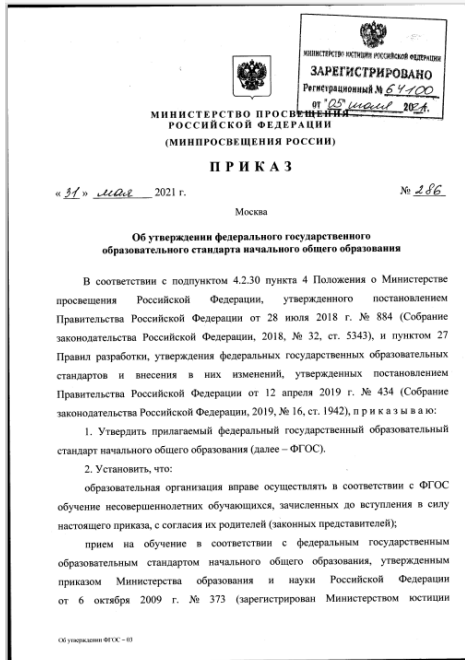 МИНИСТЕРСТВО ЮСТИЦИИ РОССИЙСКОЙ ФЕДЕРАЦИИ
ЗАРЕГИСТРИРОВАНО
Регистрационный № 64100
от "05" июля 2021.
МИНИСТЕРСТВО ПРОСВЕЩЕНИЯ
РОССИЙСКОЙ ФЕДЕРАЦИИ
(МИНПРОСВЕЩЕНИЯ РОССИИ)
ПРИКАЗ
« 31 » мая 2021 г.
№ 286
Москва
Об утверждении федерального государственного
образовательного стандарта начального общего образования
В соответствии с подпунктом 4.2.30 пункта 4 Положения о Министерстве
просвещения Российской Федерации, утвержденного постановлением
Правительства Российской Федерации от 28 июля 2018 г. № 884 (Собрание
законодательства Российской Федерации, 2018, № 32, ст. 5343), и пунктом 27
Правил разработки, утверждения федеральных государственных образовательных
стандартов и внесения в них изменений, утвержденных постановлением
Правительства Российской Федерации от 12 апреля 2019 г. № 434 (Собрание
законодательства Российской Федерации, 2019, № 16, ст. 1942), п р и к а з ы в а ю:
1. Утвердить прилагаемый федеральный государственный образовательный
стандарт начального общего образования (далее – ФГОС).
2. Установить, что:
образовательная организация вправе осуществлять в соответствии с ФГОС
обучение несовершеннолетних обучающихся, зачисленных до вступления в силу
настоящего приказа, с согласия их родителей (законных представителей);
прием на обучение в соответствии с федеральным государственным
образовательным стандартом начального общего образования, утвержденным
приказом Министерства образования и науки Российской Федерации
от 6 октября 2009 г. № 373 (зарегистрирован Министерством юстиции
Об утверждении ФГОС – 03